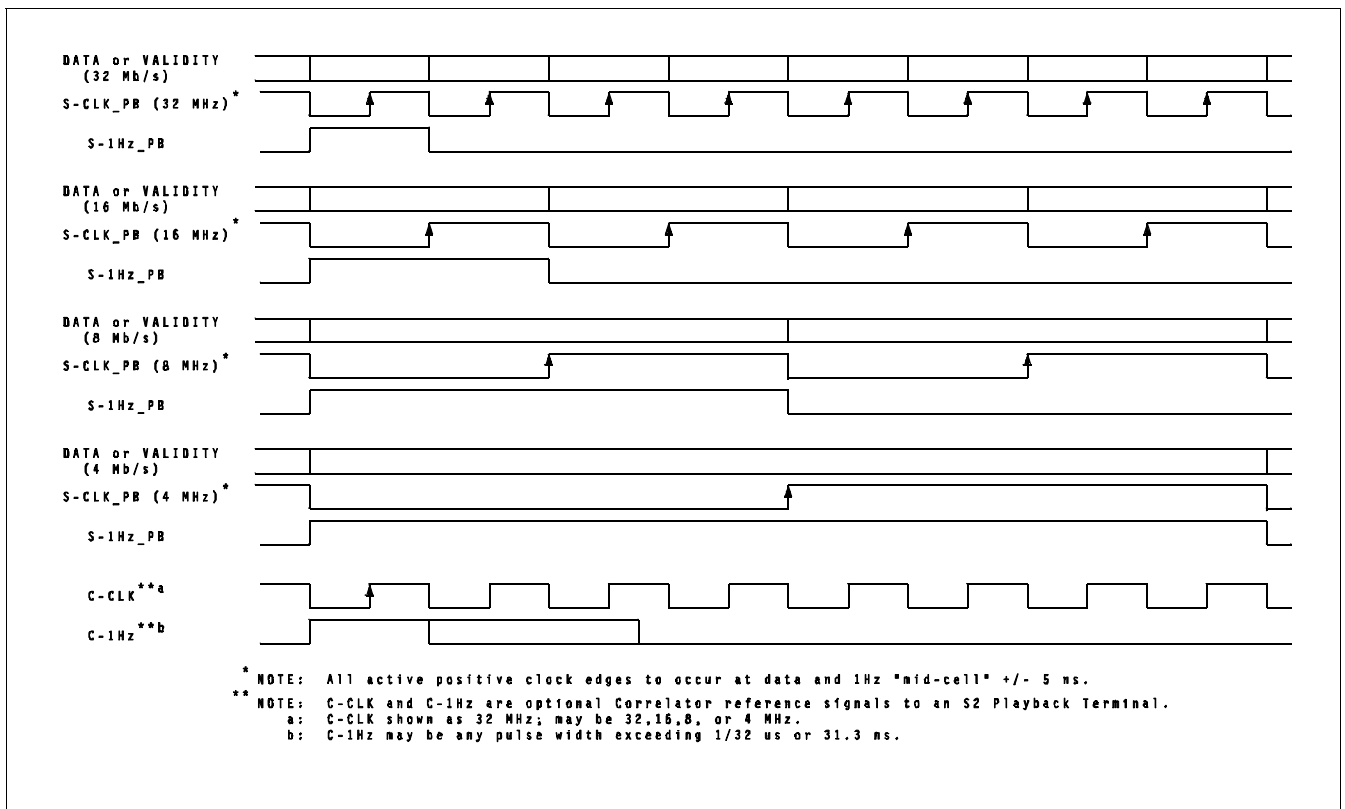 DATA or VALIDITY
(32 Mb/s)
S-CLK_PB (32 MHz)*
S-1Hz_PB
DATA or VALIDITY
(16 Mb/s)
S-CLK_PB (16 MHz)*
S-1Hz_PB
DATA or VALIDITY
(8 Mb/s)
S-CLK_PB (8 MHz)*
S-1Hz_PB
DATA or VALIDITY
(4 Mb/s)
S-CLK_PB (4 MHz)*
S-1Hz_PB
C-CLK**a
C-1Hz**b
* NOTE: All active positive clock edges to occur at data and 1Hz "mid-cell" +/- 5 ns.
** NOTE: C-CLK and C-1Hz are optional Correlator reference signals to an S2 Playback Terminal.
a: C-CLK shown as 32 MHz; may be 32,16,8, or 4 MHz.
b: C-1Hz may be any pulse width exceeding 1/32 us or 31.3 ns.